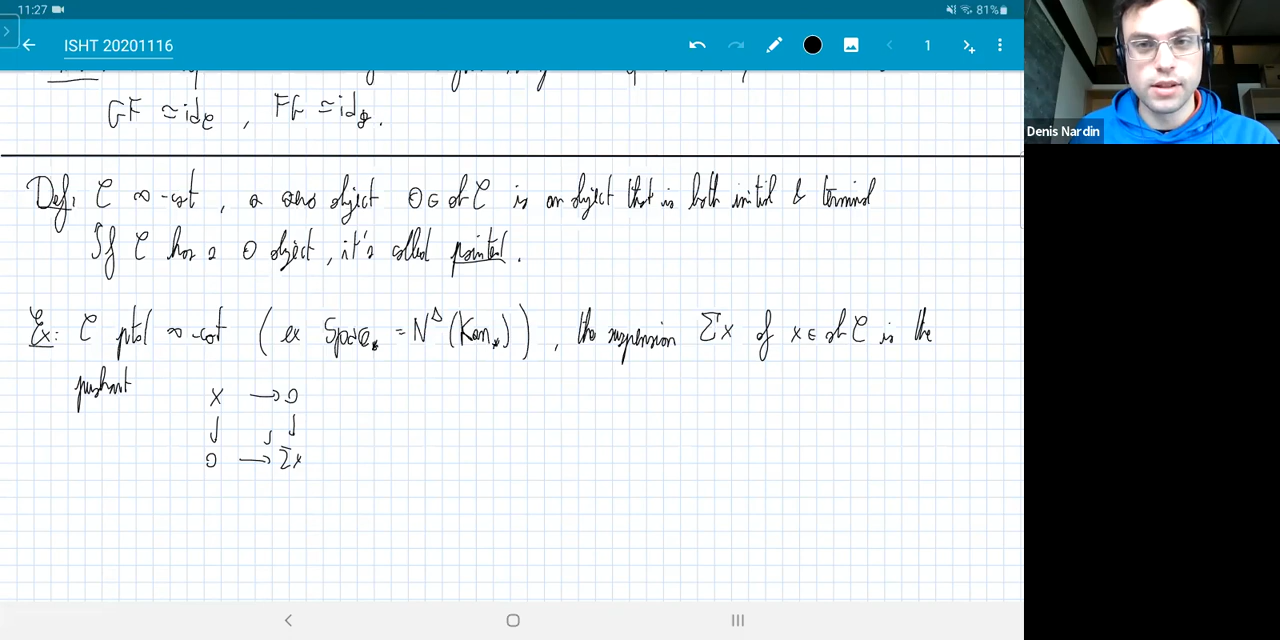 11:27
81%
ISHT 20201116
1
GF ≃ id_C , FG ≃ id_D.
Def: C ∞-cat, a zero object 0 ∈ ob C is an object that is both initial & terminal
If C has a 0 object, it's called pointed.
Ex: C ptd ∞-cat (ex Space_* = N^Δ(Kan_*)), the suspension Σx of x ∈ ob C is the
pushout
x → 0
↓ ↓
0 → Σx
Denis Nardin